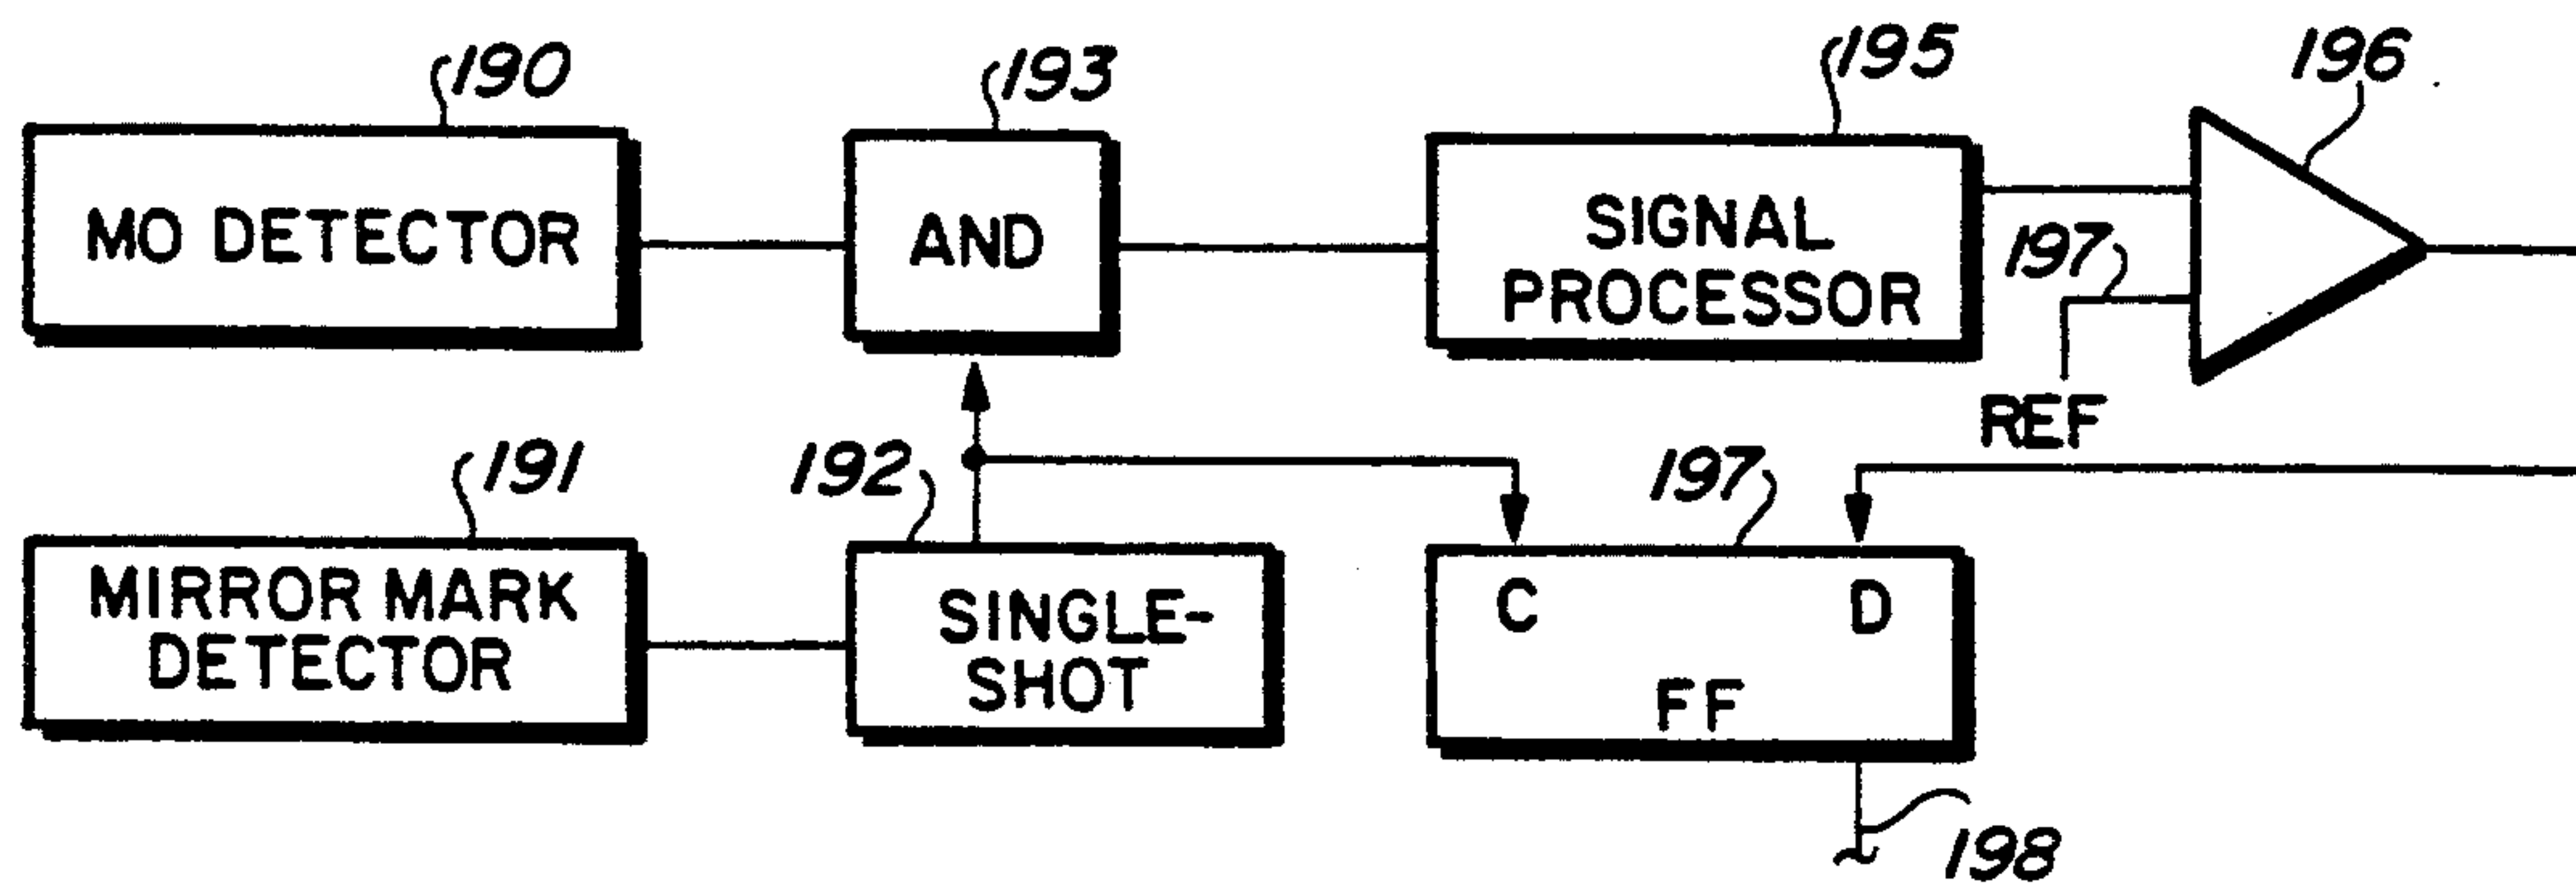 190
193
195
196
MO DETECTOR
AND
SIGNAL
PROCESSOR
197
REF
191
192
197
MIRROR MARK
DETECTOR
SINGLE-
SHOT
C
D
FF
198